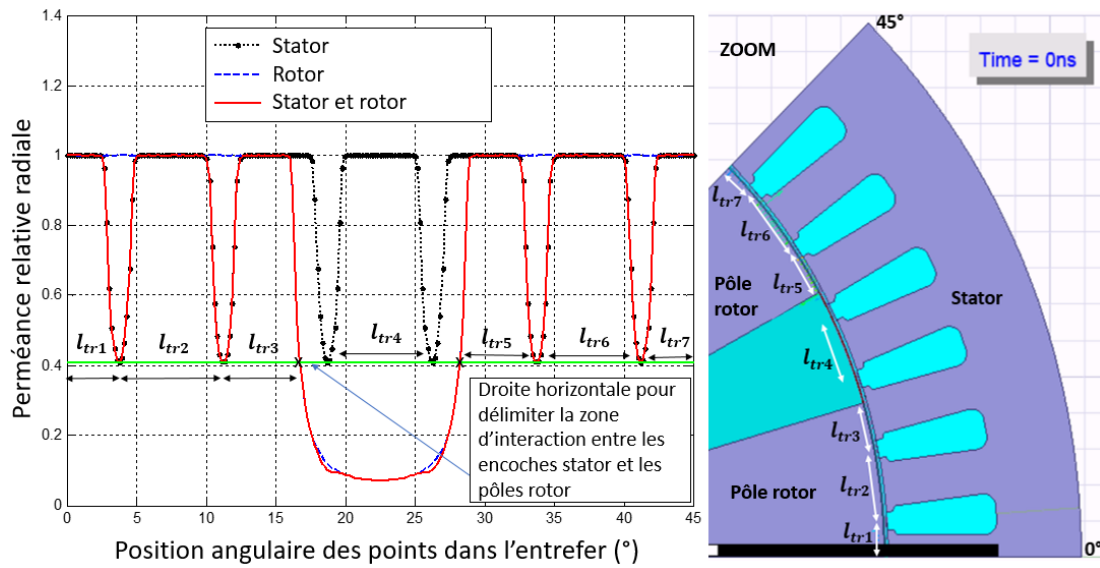 1.4
1.2
1
0.8
0.6
0.4
0.2
0
0
5
10
15
20
25
30
35
40
45
Perméance relative radiale
Position angulaire des points dans l'entrefer (°)
Stator
Rotor
Stator et rotor
l_tr1
l_tr2
l_tr3
l_tr4
l_tr5
l_tr6
l_tr7
Droite horizontale pour
délimiter la zone
d'interaction entre les
encoches stator et les
pôles rotor
ZOOM
45°
Time = 0ns
l_tr7
l_tr6
l_tr5
Pôle
rotor
Stator
l_tr4
l_tr3
Pôle rotor
l_tr2
l_tr1
0°